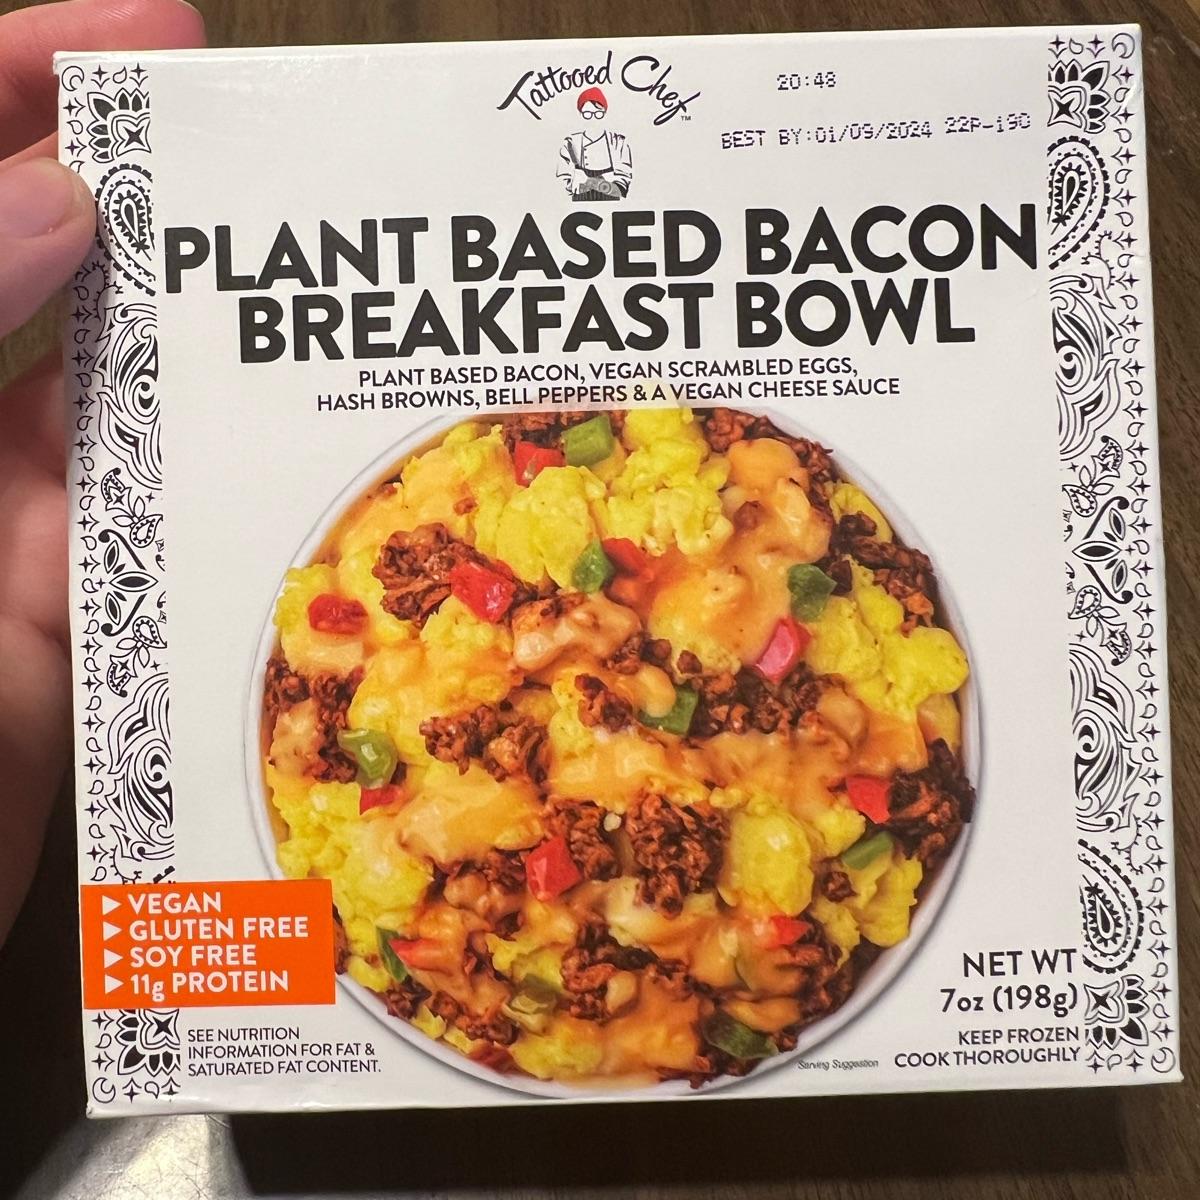 Tattooed Chef™
20:48
BEST BY:01/09/2024 22P-190
PLANT BASED BACON
BREAKFAST BOWL
PLANT BASED BACON, VEGAN SCRAMBLED EGGS,
HASH BROWNS, BELL PEPPERS & A VEGAN CHEESE SAUCE
▶ VEGAN
▶ GLUTEN FREE
▶ SOY FREE
▶ 11g PROTEIN
SEE NUTRITION
INFORMATION FOR FAT &
SATURATED FAT CONTENT.
Serving Suggestion
NET WT
7oz (198g)
KEEP FROZEN
COOK THOROUGHLY